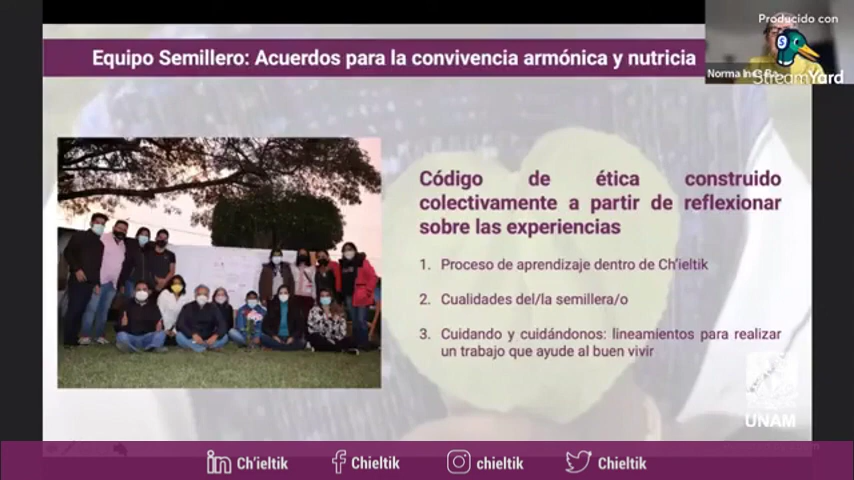 Producido con
StreamYard
Norma
Equipo Semillero: Acuerdos para la convivencia armónica y nutricia
Código de ética construido
colectivamente a partir de reflexionar
sobre las experiencias
1. Proceso de aprendizaje dentro de Ch'ieltik
2. Cualidades del/la semillera/o
3. Cuidando y cuidándonos: lineamientos para realizar
un trabajo que ayude al buen vivir
UNAM
Ch'ieltik
Chieltik
chieltik
Chieltik